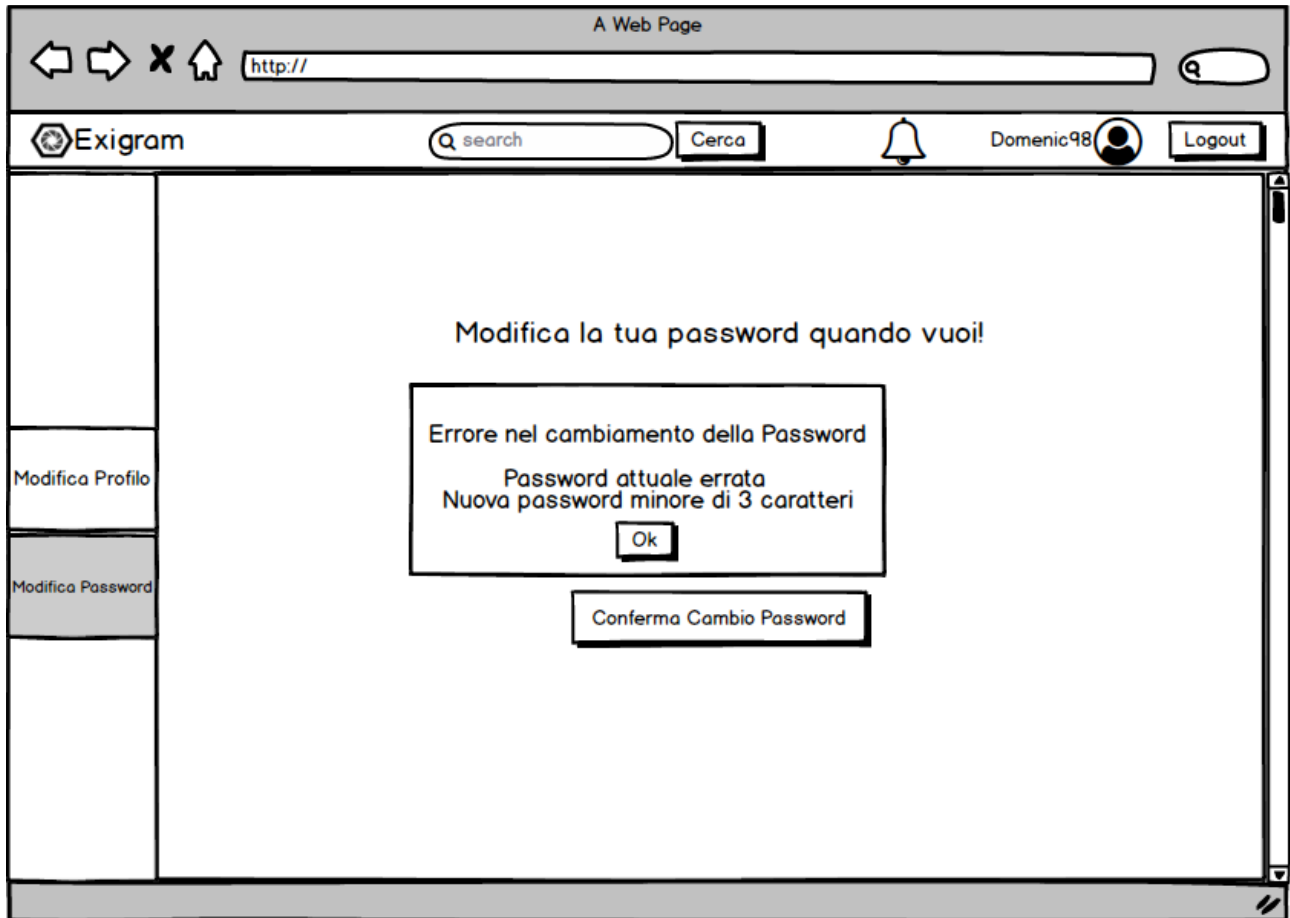 A Web Page
http://
Exigram
search
Cerca
Domenic98
Logout
Modifica la tua password quando vuoi!
Errore nel cambiamento della Password
Password attuale errata
Nuova password minore di 3 caratteri
Ok
Conferma Cambio Password
Modifica Profilo
Modifica Password